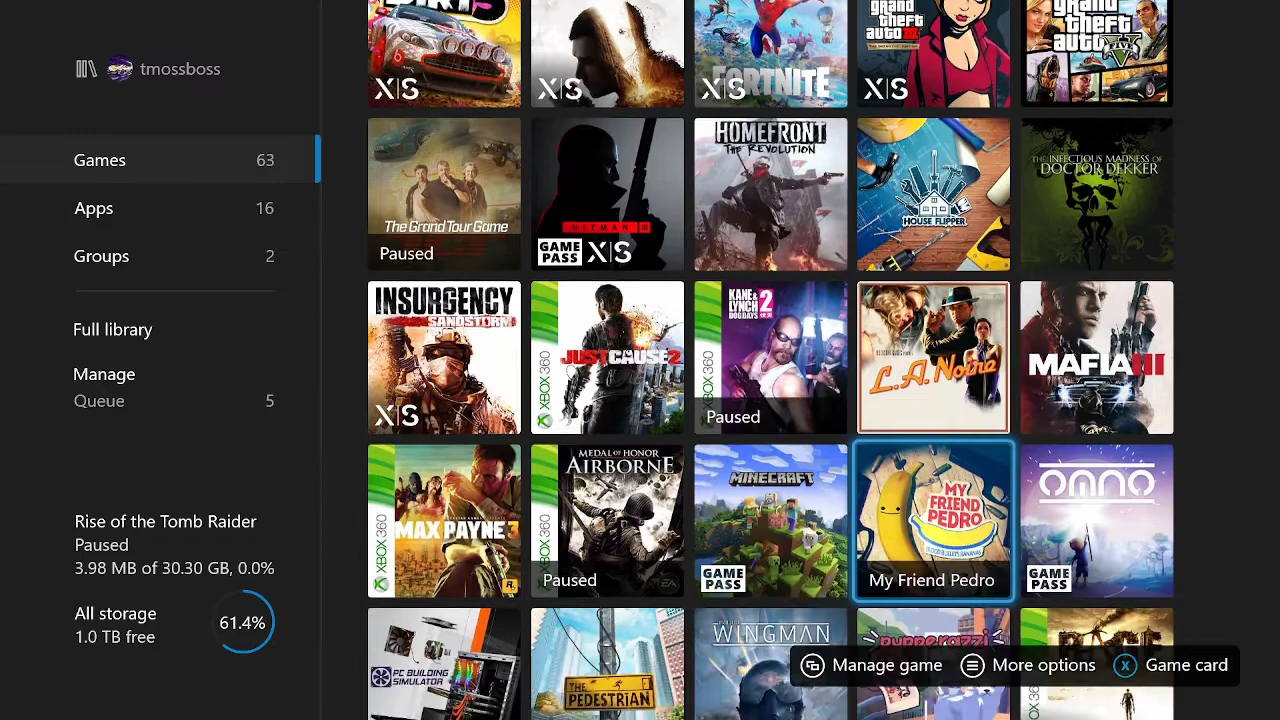 tmossboss
Games 63
Apps 16
Groups 2
Full library
Manage
Queue 5
Rise of the Tomb Raider
Paused
3.98 MB of 30.30 GB, 0.0%
All storage
1.0 TB free
61.4%
X|S
X|S
FORTNITE
X|S
grand
theft
auto III
X|S
grand
theft
auto V
The Grand Tour Game
Paused
HITMAN III
GAME
PASS
X|S
HOMEFRONT
THE REVOLUTION
HOUSE FLIPPER
THE INFECTIOUS MADNESS OF
DOCTOR DEKKER
INSURGENCY
SANDSTORM
X|S
XBOX 360
JUST CAUSE 2
XBOX 360
KANE &
LYNCH 2
DOG DAYS
Paused
L.A. Noire
MAFIA III
XBOX 360
MAX PAYNE 3
R
XBOX 360
MEDAL OF HONOR
AIRBORNE
Paused
EA
MINECRAFT
GAME
PASS
MY
FRIEND
PEDRO
BLOOD BULLETS BANANAS
My Friend Pedro
OMNO
GAME
PASS
PC BUILDING
SIMULATOR
THE
PEDESTRIAN
WINGMAN
pupperazzi
Manage game
More options
X Game card